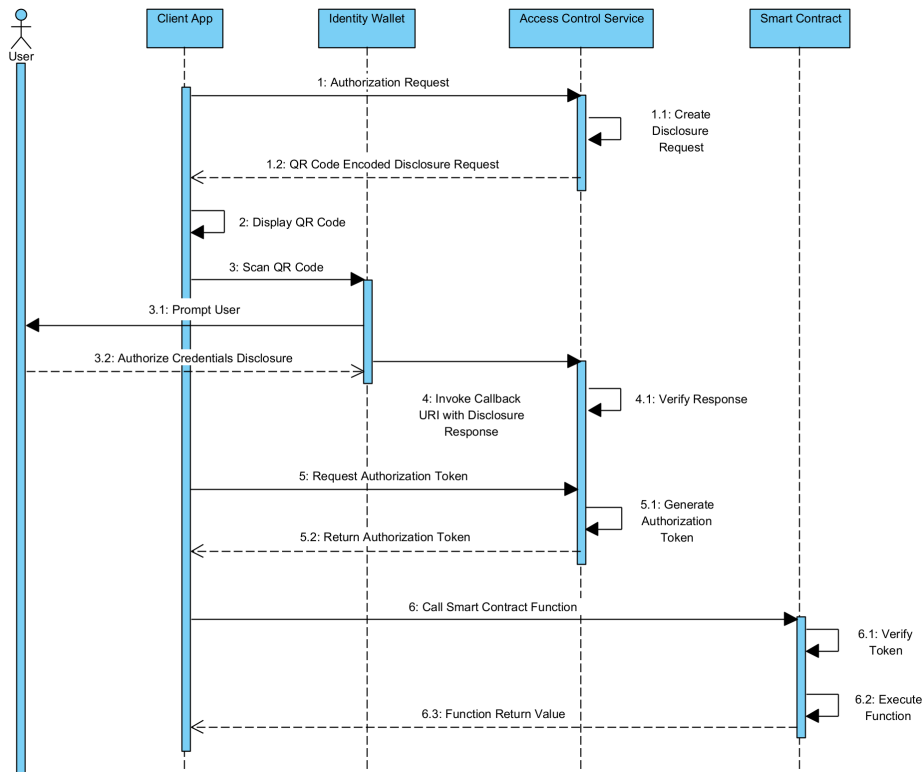 Client App
Identity Wallet
Access Control Service
Smart Contract
User
1: Authorization Request
1.1: Create
Disclosure
Request
1.2: QR Code Encoded Disclosure Request
2: Display QR Code
3: Scan QR Code
3.1: Prompt User
3.2: Authorize Credentials Disclosure
4: Invoke Callback
URI with Disclosure
Response
4.1: Verify Response
5: Request Authorization Token
5.1: Generate
Authorization
Token
5.2: Return Authorization Token
6: Call Smart Contract Function
6.1: Verify
Token
6.2: Execute
Function
6.3: Function Return Value